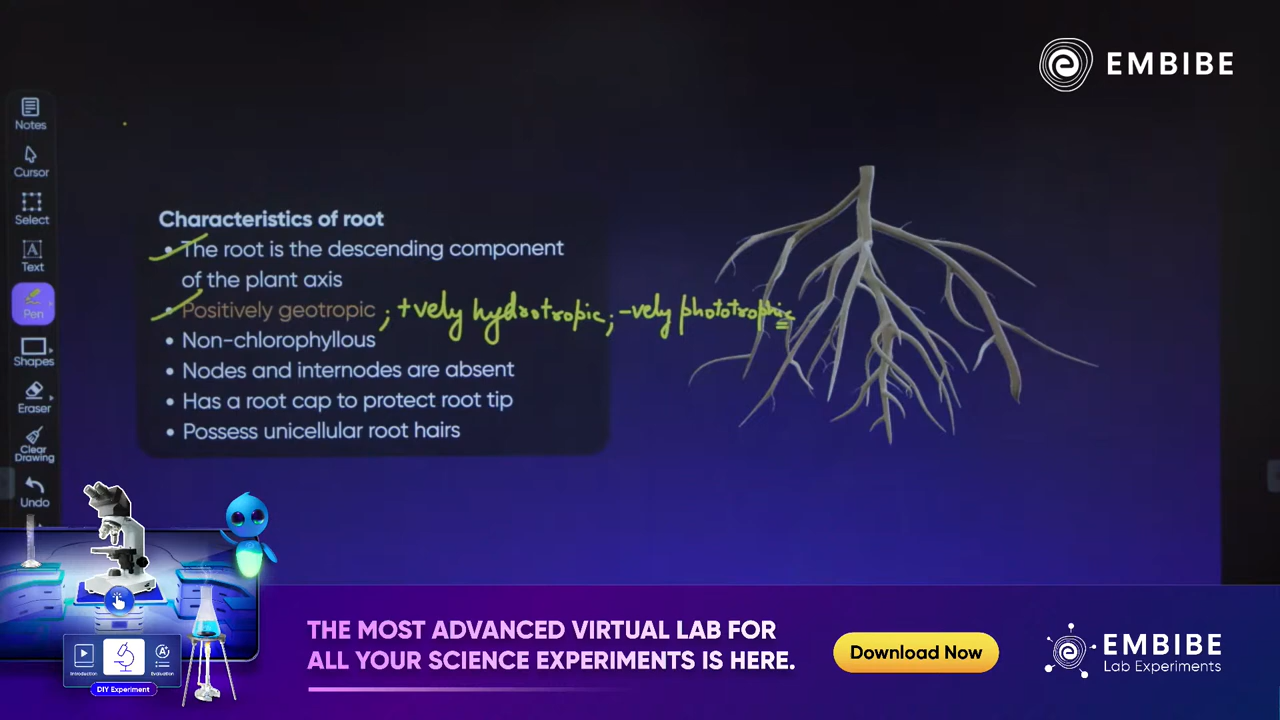 EMBIBE
Notes
Cursor
Select
A
Text
Pen
Shapes
Eraser
Clear
Drawing
Undo
Characteristics of root
• The root is the descending component
of the plant axis
• Positively geotropic ; +vely hydrotropic; -vely phototrophic
• Non-chlorophyllous
• Nodes and internodes are absent
• Has a root cap to protect root tip
• Possess unicellular root hairs
Introduction
Evaluation
DIY Experiment
THE MOST ADVANCED VIRTUAL LAB FOR
ALL YOUR SCIENCE EXPERIMENTS IS HERE.
Download Now
EMBIBE
Lab Experiments